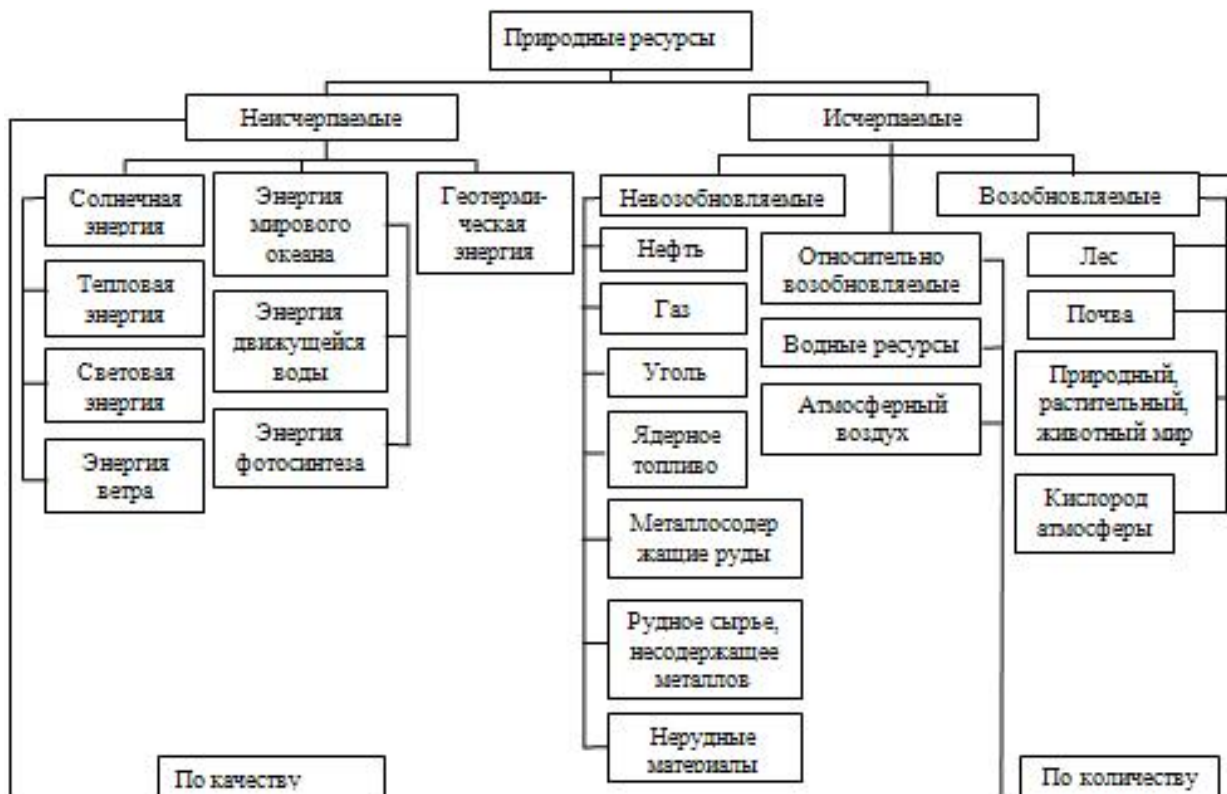 Природные ресурсы
Неисчерпаемые
Исчерпаемые
Солнечная
энергия
Тепловая
энергия
Световая
энергия
Энергия
ветра
Энергия
мирового
океана
Энергия
движущейся
воды
Энергия
фотосинтеза
Геотерми-
ческая
энергия
Невозобновляемые
Нефть
Газ
Уголь
Ядерное
топливо
Металлосодер
жащие руды
Рудное сырье,
несодержащее
металлов
Нерудные
материалы
Относительно
возобновляемые
Водные ресурсы
Атмосферный
воздух
Возобновляемые
Лес
Почва
Природный,
растительный,
животный мир
Кислород
атмосферы
По качеству
По количеству